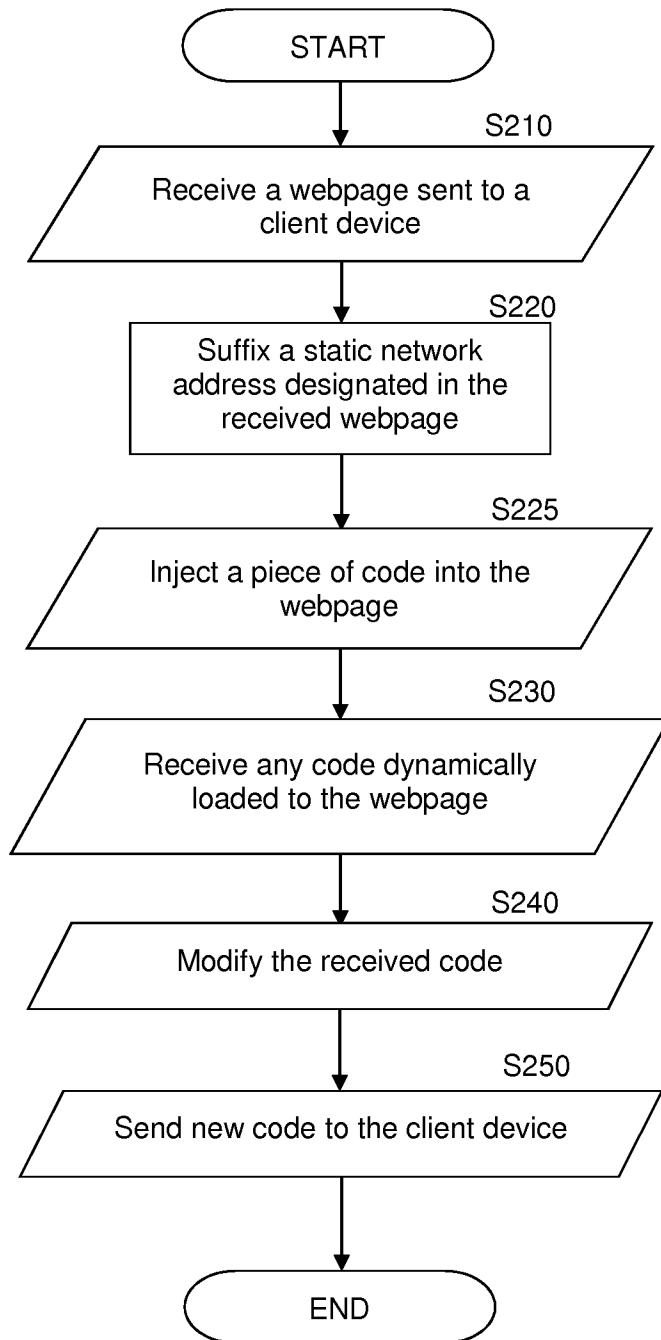 START
S210
Receive a webpage sent to a
client device
S220
Suffix a static network
address designated in the
received webpage
S225
Inject a piece of code into the
webpage
S230
Receive any code dynamically
loaded to the webpage
S240
Modify the received code
S250
Send new code to the client device
END